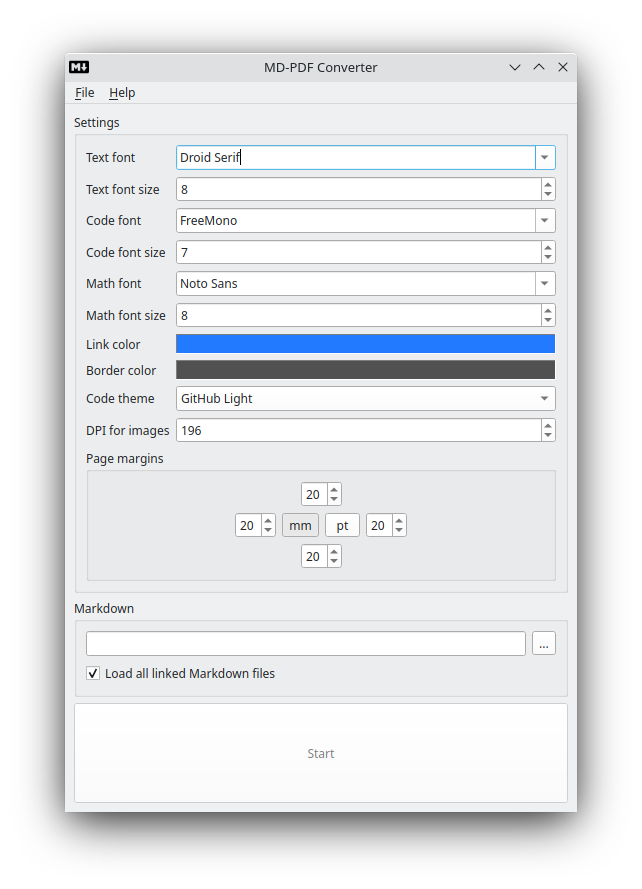 M↓ MD-PDF Converter
File Help
Settings
Text font Droid Serif
Text font size 8
Code font FreeMono
Code font size 7
Math font Noto Sans
Math font size 8
Link color
Border color
Code theme GitHub Light
DPI for images 196
Page margins
20
20 mm pt 20
20
Markdown
...
Load all linked Markdown files
Start